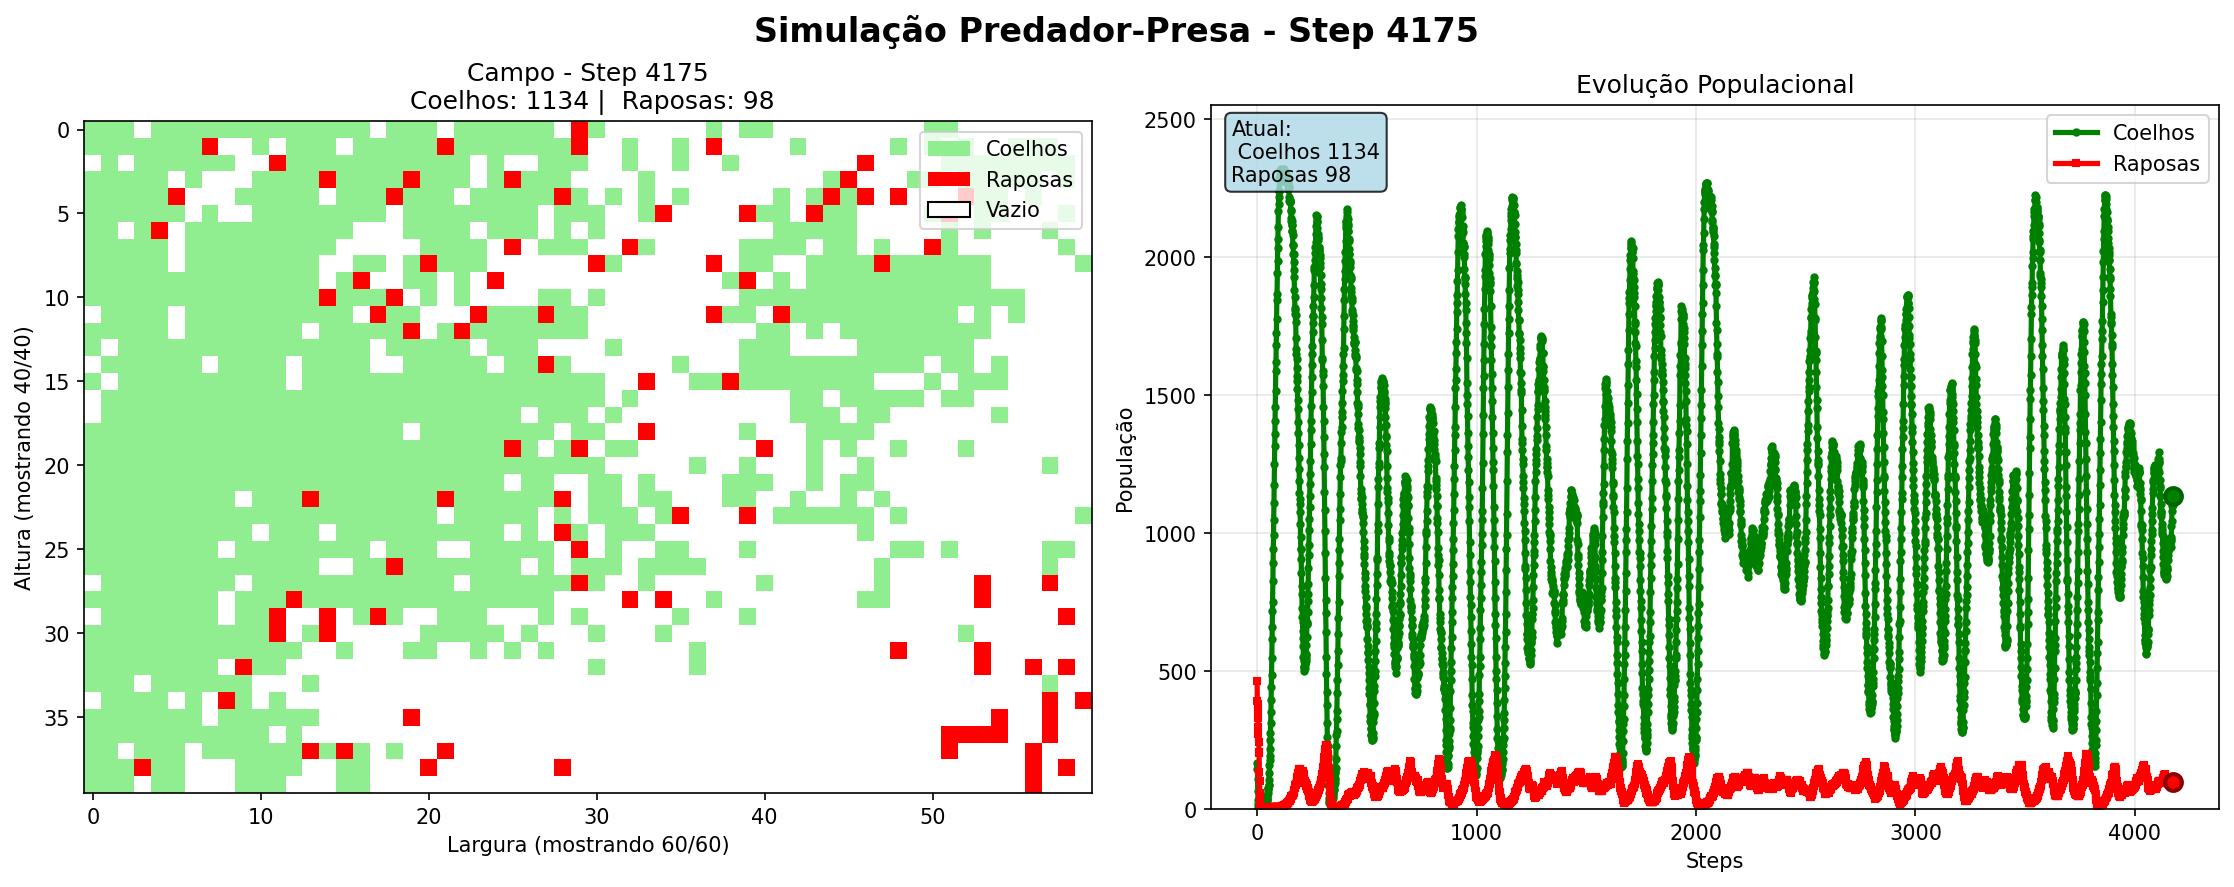 Simulação Predador-Presa - Step 4175
Campo - Step 4175
Coelhos: 1134 |  Raposas: 98
Altura (mostrando 40/40)
0
5
10
15
20
25
30
35
Coelhos
Raposas
Vazio
0
10
20
30
40
50
Largura (mostrando 60/60)
Evolução Populacional
População
2500
2000
1500
1000
500
0
Atual:
Coelhos 1134
Raposas 98
Coelhos
Raposas
0
1000
2000
3000
4000
Steps